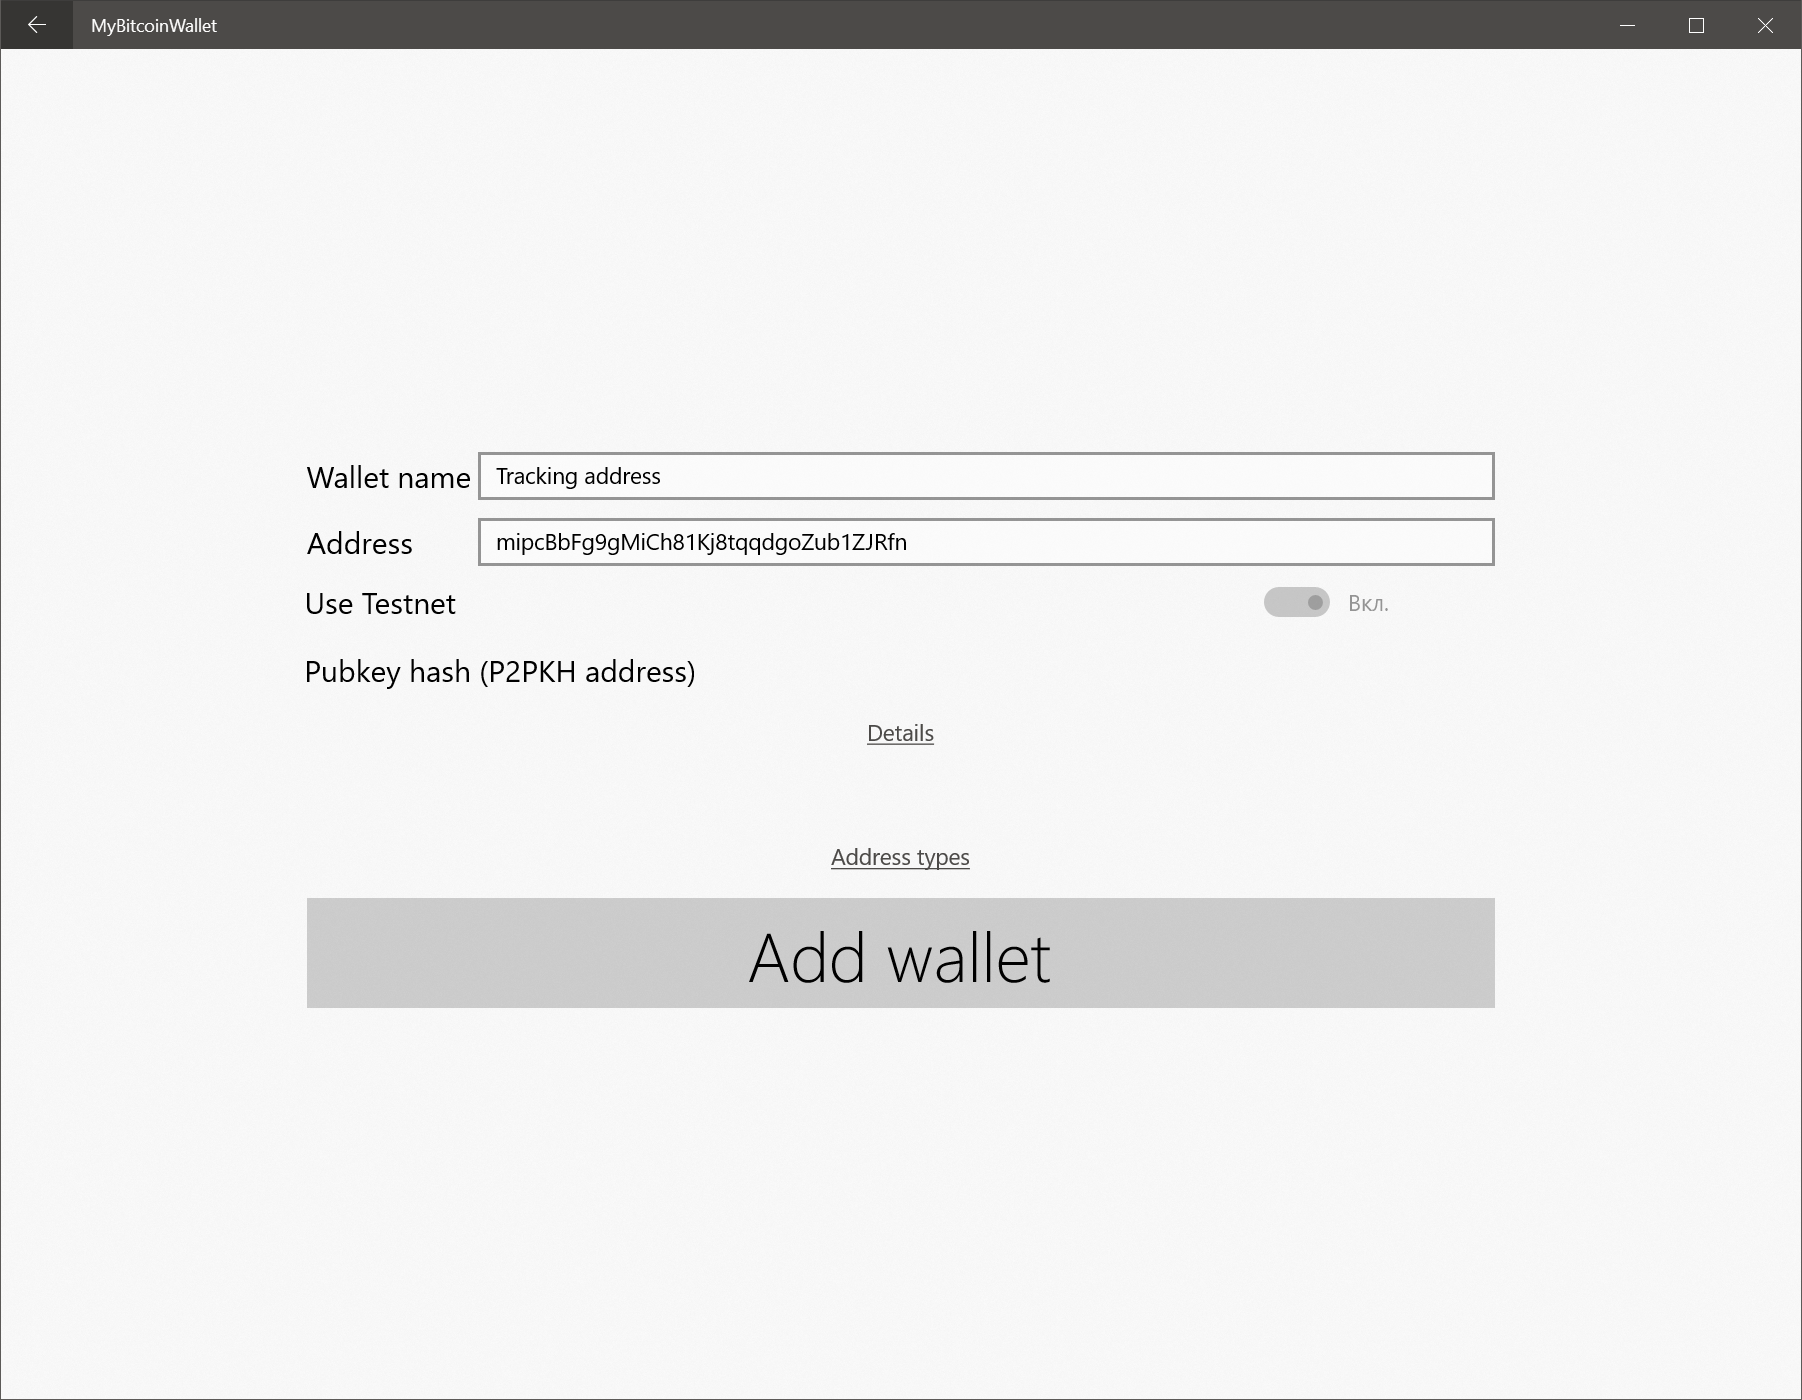 MyBitcoinWallet
Wallet name Tracking address
Address mipcBbFg9gMiCh81Kj8tqqdgoZub1ZJRfn
Use Testnet Вкл.
Pubkey hash (P2PKH address)
Details
Address types
Add wallet